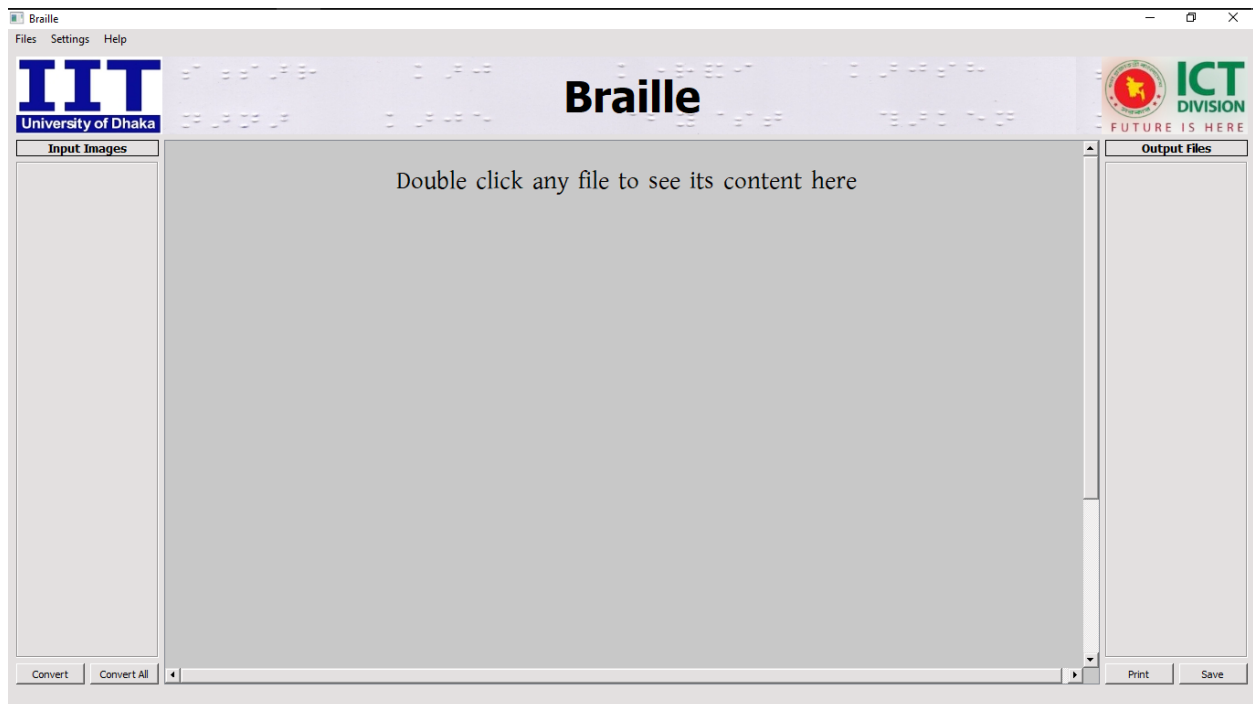 Braille
Files Settings Help
IIT
University of Dhaka
Braille
ICT
DIVISION
FUTURE IS HERE
Input Images
Double click any file to see its content here
Output Files
Convert
Convert All
Print
Save